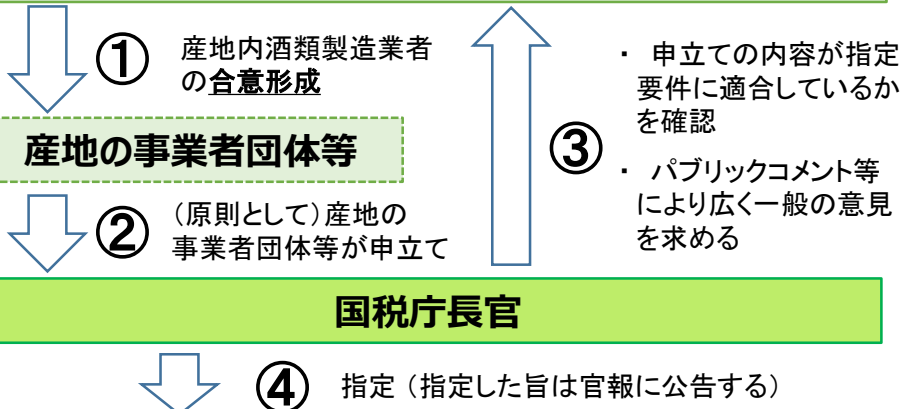 ①
産地内酒類製造業者
の合意形成
産地の事業者団体等
②
（原則として）産地の
事業者団体等が申立て
③
・ 申立ての内容が指定
要件に適合しているか
を確認
・ パブリックコメント等
により広く一般の意見
を求める
国税庁長官
④
指定（指定した旨は官報に公告する）